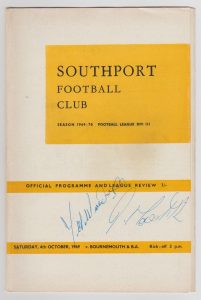 SOUTHPORT
FOOTBALL
CLUB
SEASON 1969-70 FOOTBALL LEAGUE DIV III
OFFICIAL PROGRAMME AND LEAGUE REVIEW 1/-
SATURDAY, 4th OCTOBER, 1969 v. BOURNEMOUTH & B.A. Kick-off 3 p.m.